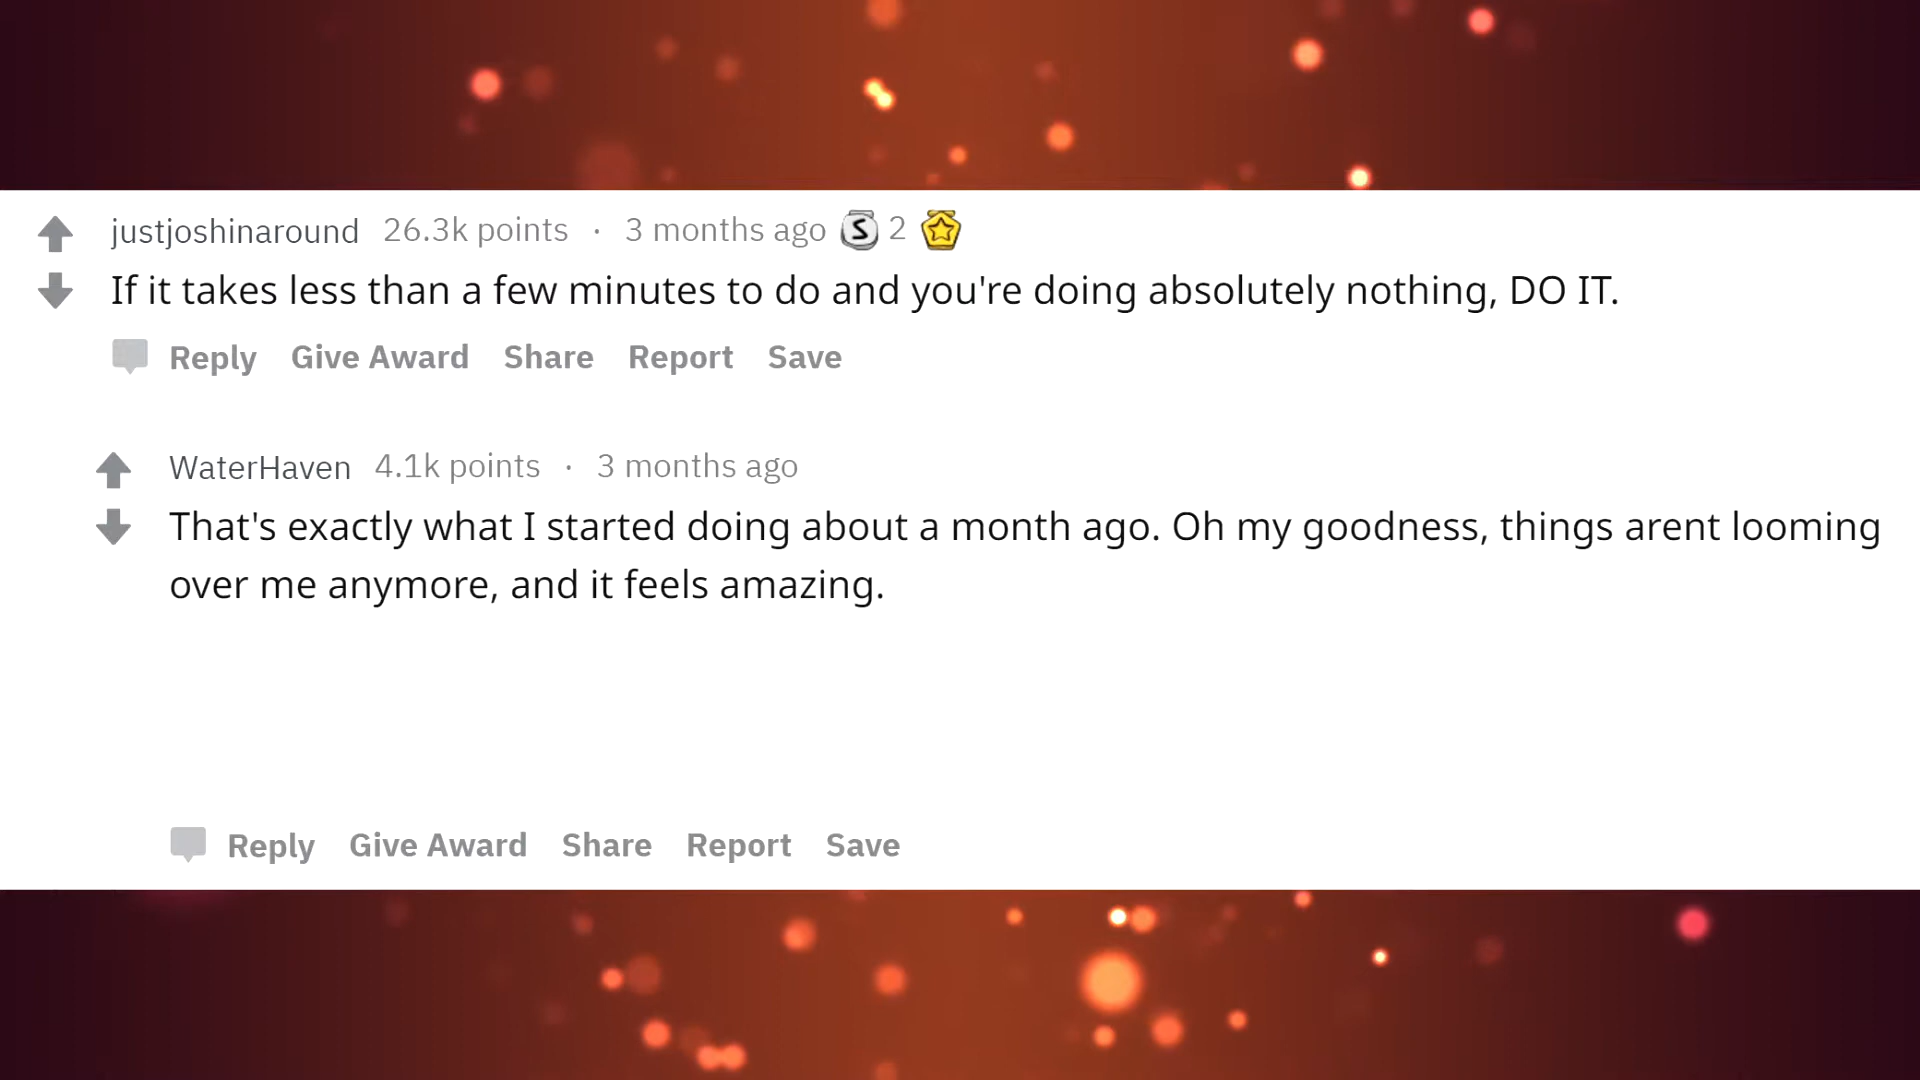 justjoshinaround 26.3k points · 3 months ago S 2
If it takes less than a few minutes to do and you're doing absolutely nothing, DO IT.
Reply Give Award Share Report Save
WaterHaven 4.1k points · 3 months ago
That's exactly what I started doing about a month ago. Oh my goodness, things arent looming
over me anymore, and it feels amazing.
Reply Give Award Share Report Save